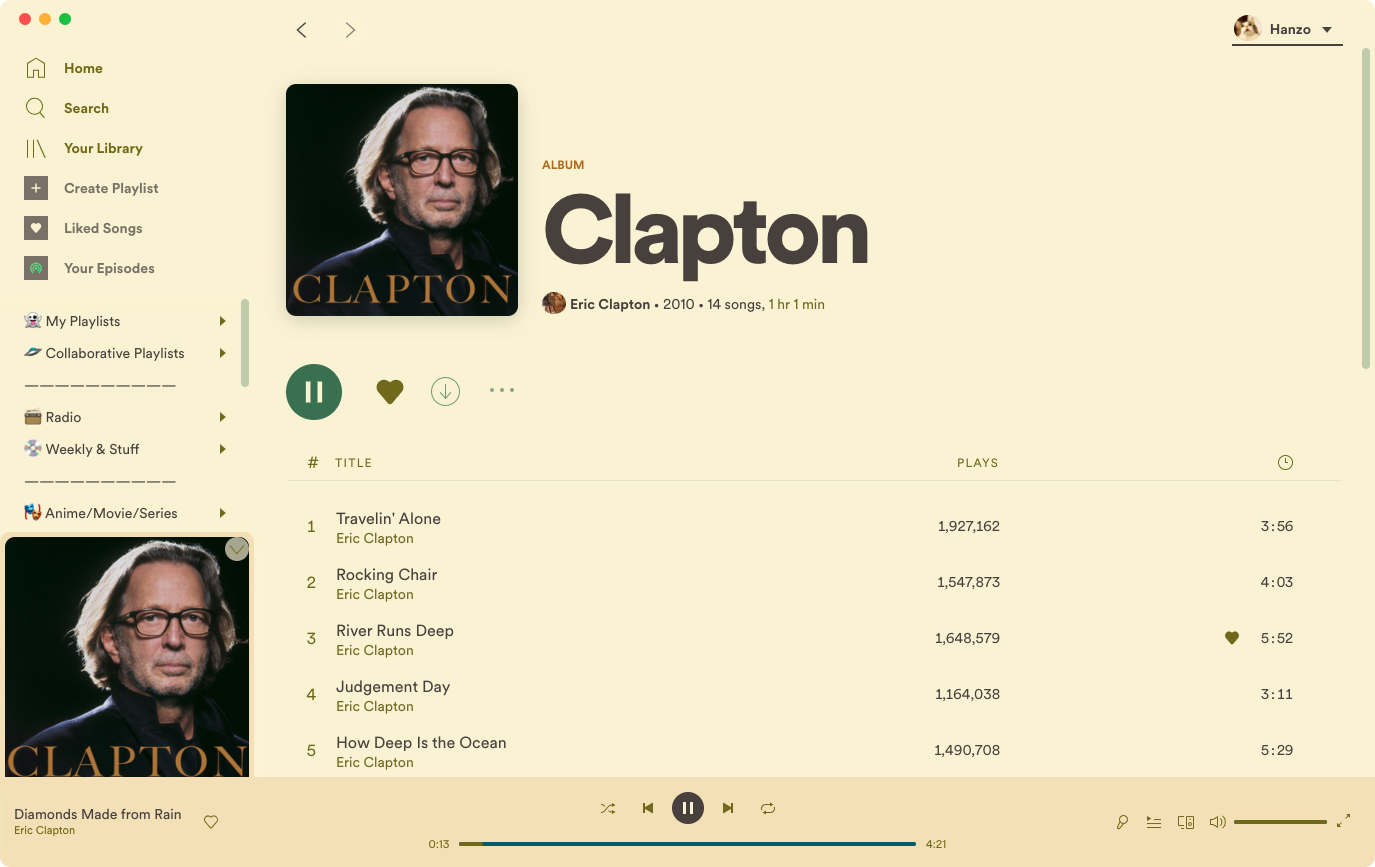 Hanzo
Home
Search
Your Library
Create Playlist
Liked Songs
Your Episodes
My Playlists
Collaborative Playlists
——————————
Radio
Weekly & Stuff
——————————
Anime/Movie/Series
CLAPTON
CLAPTON
ALBUM
Clapton
Eric Clapton • 2010 • 14 songs, 1 hr 1 min
# TITLE PLAYS
1 Travelin' Alone 1,927,162 3:56
Eric Clapton
2 Rocking Chair 1,547,873 4:03
Eric Clapton
3 River Runs Deep 1,648,579 5:52
Eric Clapton
4 Judgement Day 1,164,038 3:11
Eric Clapton
5 How Deep Is the Ocean 1,490,708 5:29
Eric Clapton
Diamonds Made from Rain
Eric Clapton
0:13 4:21